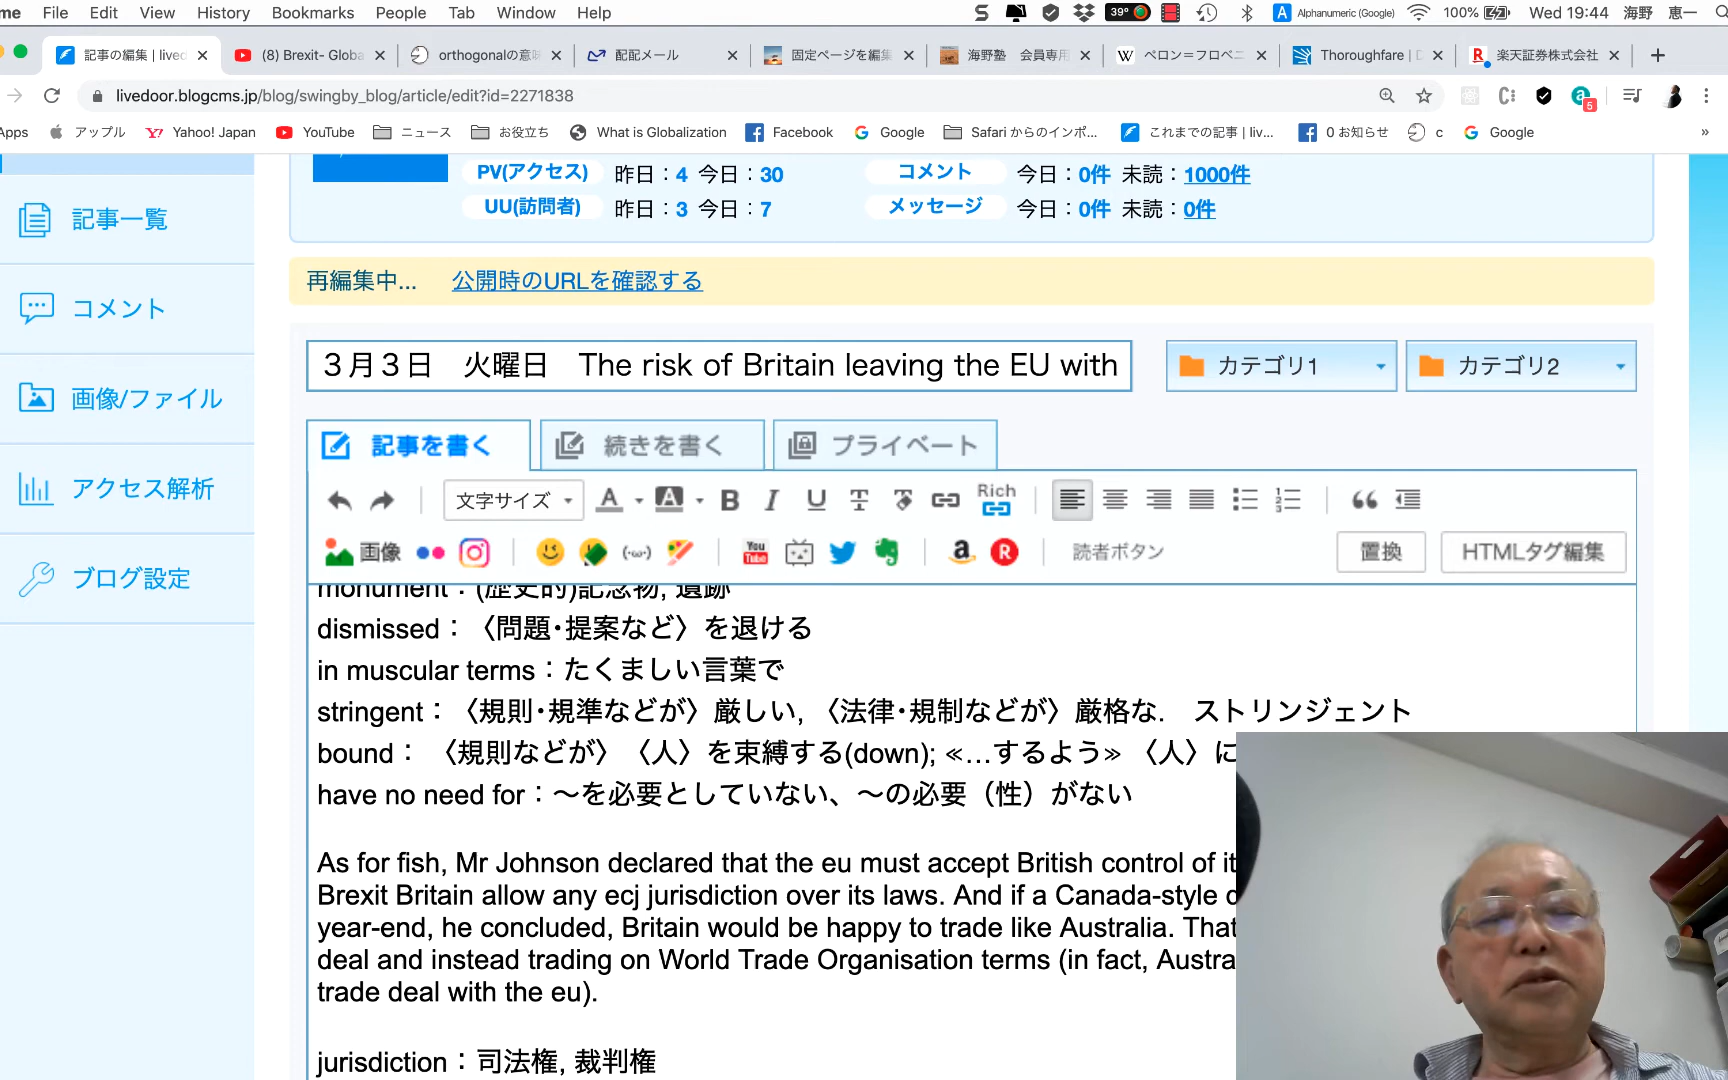 me File Edit View History Bookmarks People Tab Window Help 39° Alphanumeric (Google) 100% Wed 19:44 海野 恵一
記事の編集 | lived (8) Brexit- Globa orthogonalの意味 配配メール 固定ページを編集 海野塾 会員専用 ペロン=フロベニ Thoroughfare | D 楽天証券株式会社
livedoor.blogcms.jp/blog/swingby_blog/article/edit?id=2271838
Apps アップル Yahoo! Japan YouTube ニュース お役立ち What is Globalization Facebook Google Safari からのインポ... これまでの記事 | liv... 0 お知らせ c Google »
PV(アクセス) 昨日：4 今日：30 コメント 今日：0件 未読：1000件
UU(訪問者) 昨日：3 今日：7 メッセージ 今日：0件 未読：0件
記事一覧
コメント
画像/ファイル
アクセス解析
ブログ設定
再編集中... 公開時のURLを確認する
３月３日　火曜日　The risk of Britain leaving the EU with
カテゴリ1 カテゴリ2
記事を書く 続きを書く プライベート
文字サイズ A A B I U T Rich
画像 You Tube a R 読者ボタン 置換 HTMLタグ編集
monument：(歴史的)記念物, 遺跡
dismissed：〈問題･提案など〉を退ける
in muscular terms：たくましい言葉で
stringent：〈規則･規準などが〉厳しい, 〈法律･規制などが〉厳格な.　ストリンジェント
bound： 〈規則などが〉〈人〉を束縛する(down); «…するよう» 〈人〉に
have no need for：～を必要としていない、～の必要（性）がない
As for fish, Mr Johnson declared that the eu must accept British control of it
Brexit Britain allow any ecj jurisdiction over its laws. And if a Canada-style
year-end, he concluded, Britain would be happy to trade like Australia. That
deal and instead trading on World Trade Organisation terms (in fact, Austra
trade deal with the eu).
jurisdiction：司法権, 裁判権